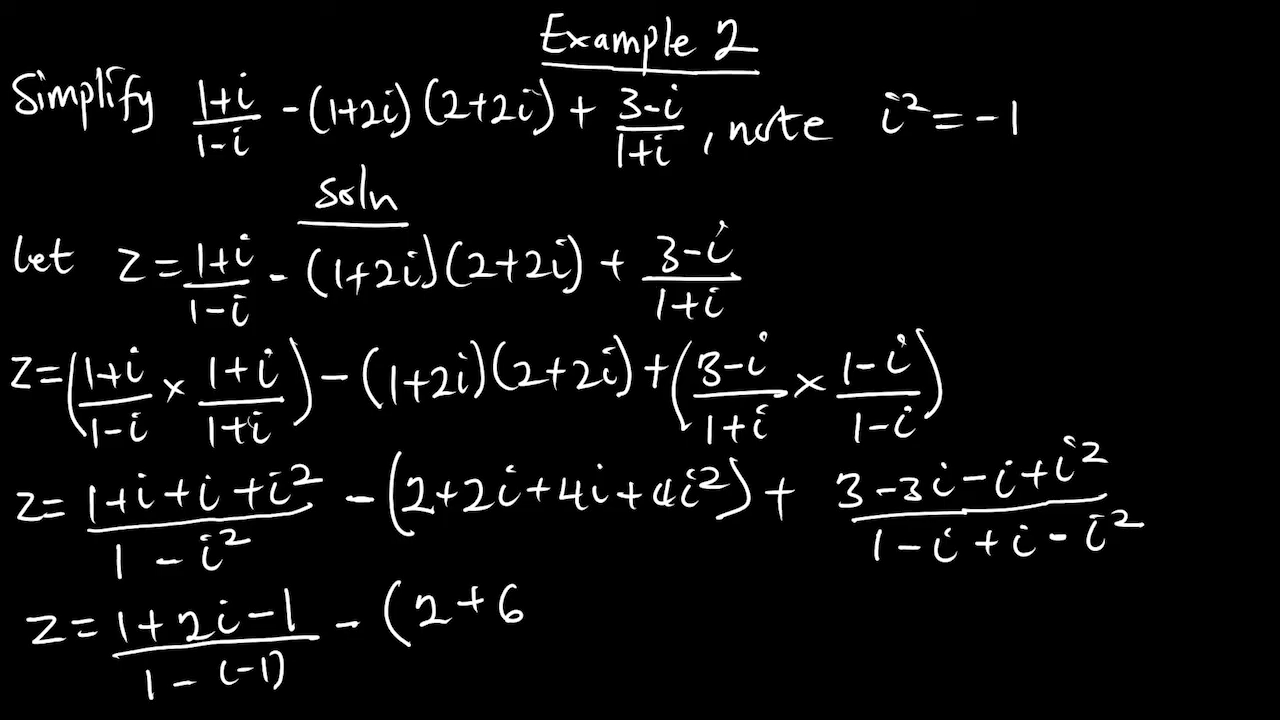 Example 2
Simplify (1+i)/(1-i) - (1+2i)(2+2i) + (3-i)/(1+i), note i² = -1
soln
let z = (1+i)/(1-i) - (1+2i)(2+2i) + (3-i)/(1+i)
z = ((1+i)/(1-i) × (1+i)/(1+i)) - (1+2i)(2+2i) + ((3-i)/(1+i) × (1-i)/(1-i))
z = (1+i+i+i²)/(1-i²) - (2+2i+4i+4i²) + (3-3i-i+i²)/(1-i+i-i²)
z = (1+2i-1)/(1-(-1)) - (2+6